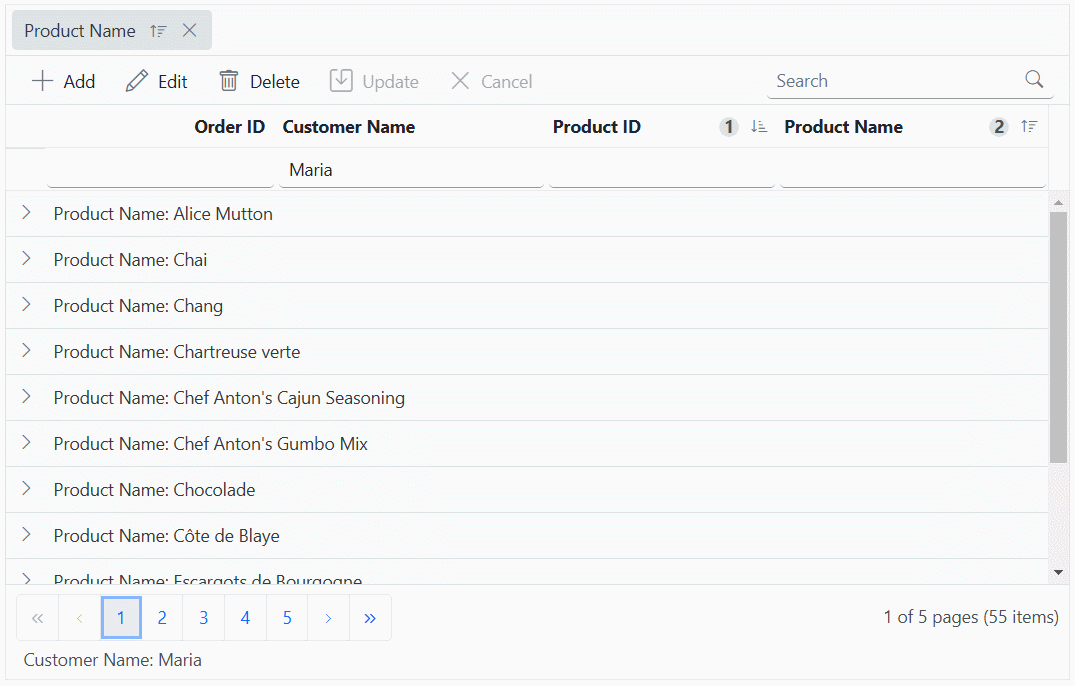 Product Name
Add Edit Delete Update Cancel Search
Order ID Customer Name Product ID 1 Product Name 2
Maria
Product Name: Alice Mutton
Product Name: Chai
Product Name: Chang
Product Name: Chartreuse verte
Product Name: Chef Anton's Cajun Seasoning
Product Name: Chef Anton's Gumbo Mix
Product Name: Chocolade
Product Name: Côte de Blaye
Product Name: Escargots de Bourgogne
1 2 3 4 5 1 of 5 pages (55 items)
Customer Name: Maria